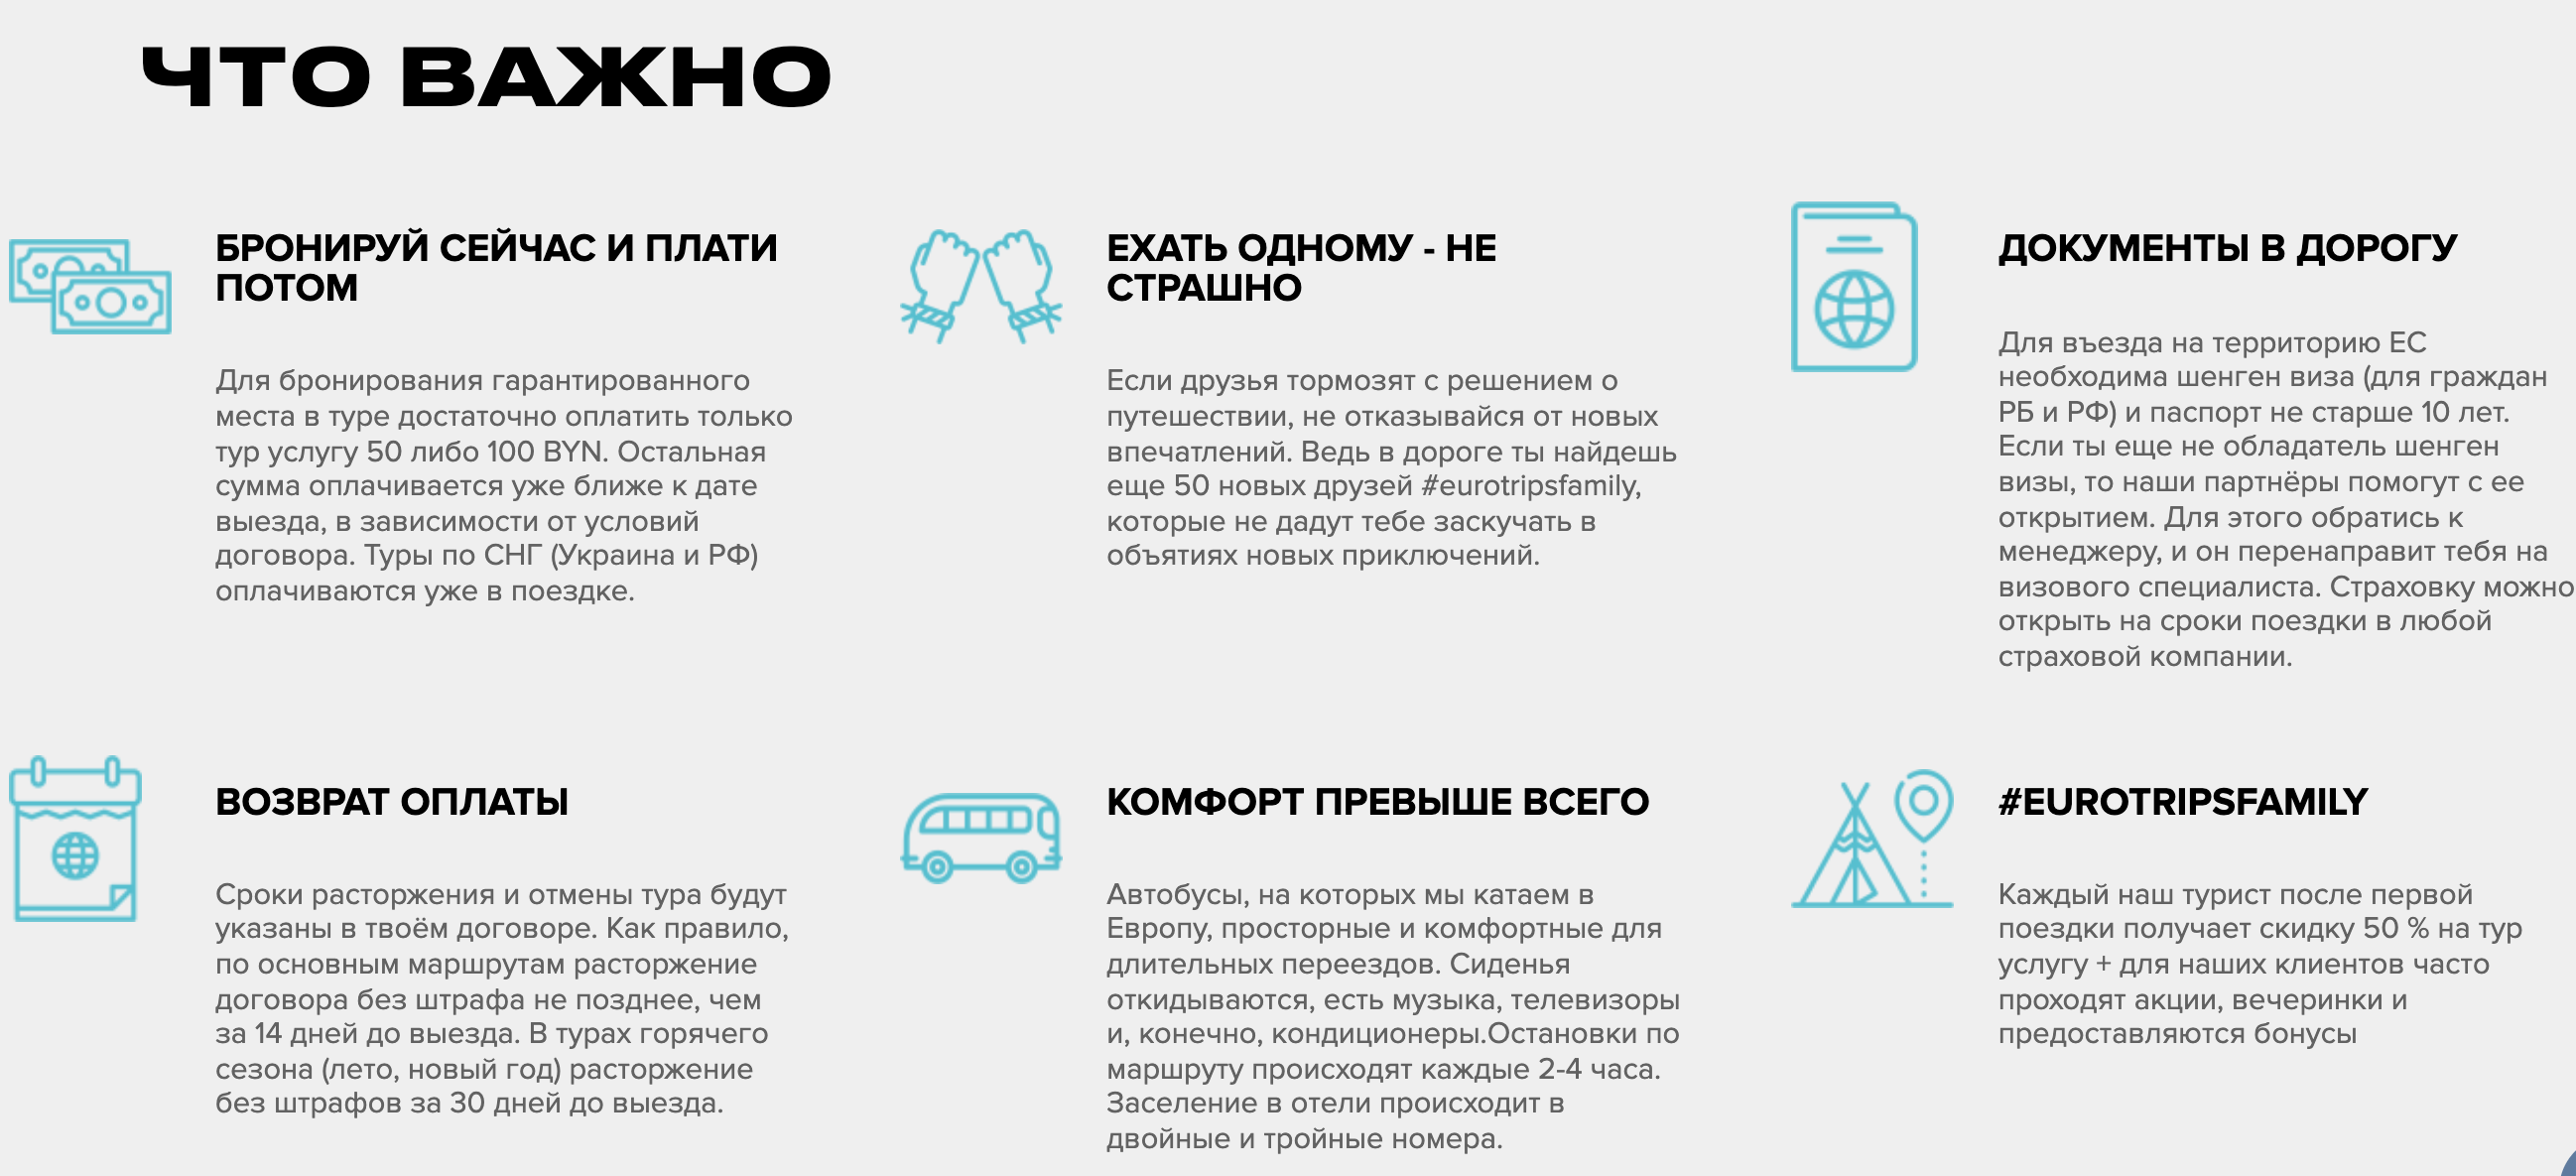 ЧТО ВАЖНО
БРОНИРУЙ СЕЙЧАС И ПЛАТИ
ПОТОМ
Для бронирования гарантированного
места в туре достаточно оплатить только
тур услугу 50 либо 100 BYN. Остальная
сумма оплачивается уже ближе к дате
выезда, в зависимости от условий
договора. Туры по СНГ (Украина и РФ)
оплачиваются уже в поездке.
ЕХАТЬ ОДНОМУ - НЕ
СТРАШНО
Если друзья тормозят с решением о
путешествии, не отказывайся от новых
впечатлений. Ведь в дороге ты найдешь
еще 50 новых друзей #eurotripsfamily,
которые не дадут тебе заскучать в
объятиях новых приключений.
ДОКУМЕНТЫ В ДОРОГУ
Для въезда на территорию ЕС
необходима шенген виза (для граждан
РБ и РФ) и паспорт не старше 10 лет.
Если ты еще не обладатель шенген
визы, то наши партнёры помогут с ее
открытием. Для этого обратись к
менеджеру, и он перенаправит тебя на
визового специалиста. Страховку можно
открыть на сроки поездки в любой
страховой компании.
ВОЗВРАТ ОПЛАТЫ
Сроки расторжения и отмены тура будут
указаны в твоём договоре. Как правило,
по основным маршрутам расторжение
договора без штрафа не позднее, чем
за 14 дней до выезда. В турах горячего
сезона (лето, новый год) расторжение
без штрафов за 30 дней до выезда.
КОМФОРТ ПРЕВЫШЕ ВСЕГО
Автобусы, на которых мы катаем в
Европу, просторные и комфортные для
длительных переездов. Сиденья
откидываются, есть музыка, телевизоры
и, конечно, кондиционеры.Остановки по
маршруту происходят каждые 2-4 часа.
Заселение в отели происходит в
двойные и тройные номера.
#EUROTRIPSFAMILY
Каждый наш турист после первой
поездки получает скидку 50 % на тур
услугу + для наших клиентов часто
проходят акции, вечеринки и
предоставляются бонусы